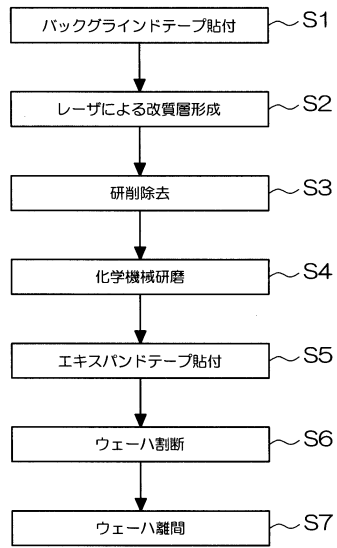 バックグラインドテープ貼付 S1
レーザによる改質層形成 S2
研削除去 S3
化学機械研磨 S4
エキスパンドテープ貼付 S5
ウェーハ割断 S6
ウェーハ離間 S7